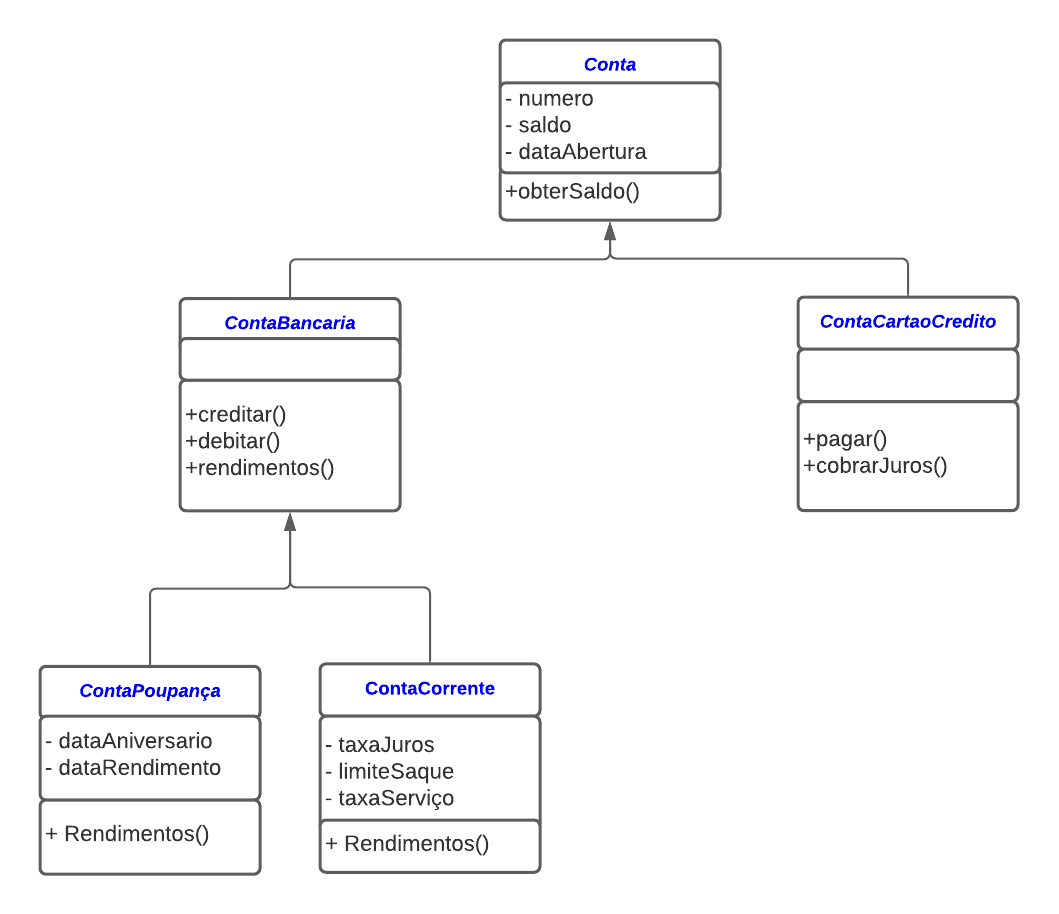 Conta
- numero
- saldo
- dataAbertura
+obterSaldo()
ContaBancaria
+creditar()
+debitar()
+rendimentos()
ContaCartaoCredito
+pagar()
+cobrarJuros()
ContaPoupança
- dataAniversario
- dataRendimento
+ Rendimentos()
ContaCorrente
- taxaJuros
- limiteSaque
- taxaServiço
+ Rendimentos()